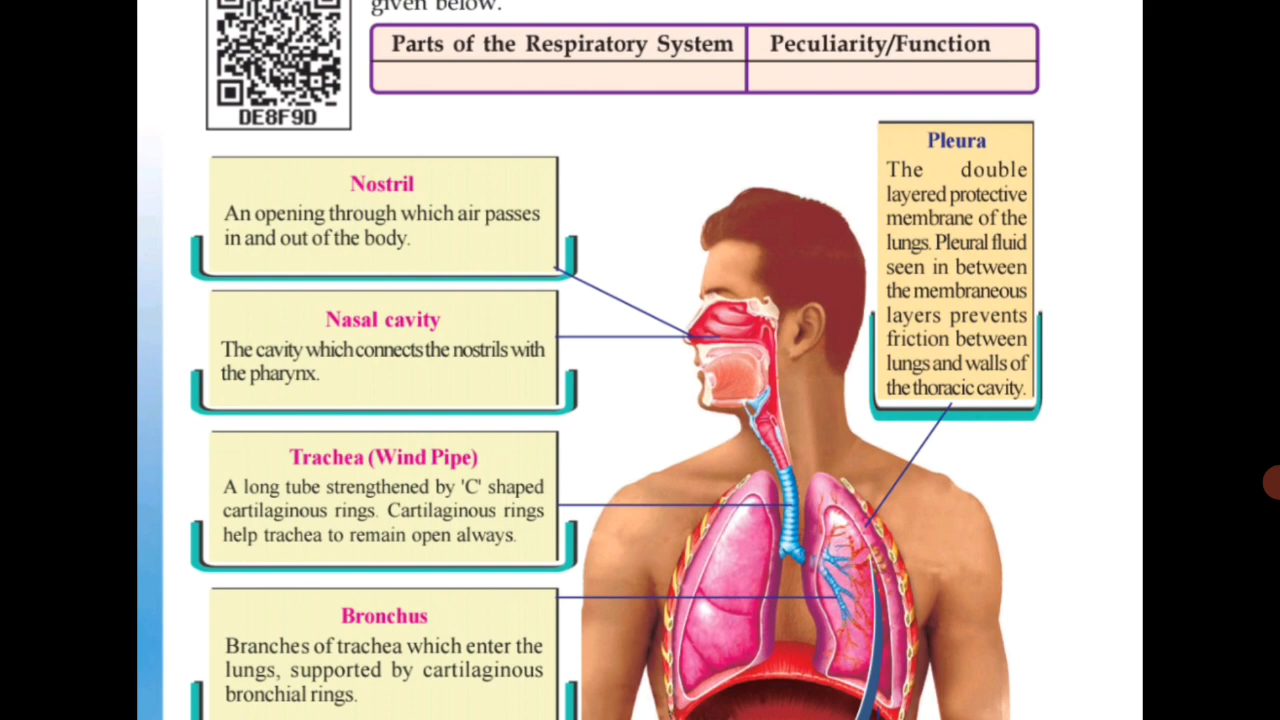 given below.
Parts of the Respiratory System
Peculiarity/Function
DE8F9D
Nostril
An opening through which air passes
in and out of the body.
Nasal cavity
The cavity which connects the nostrils with
the pharynx.
Trachea (Wind Pipe)
A long tube strengthened by 'C' shaped
cartilaginous rings. Cartilaginous rings
help trachea to remain open always.
Bronchus
Branches of trachea which enter the
lungs, supported by cartilaginous
bronchial rings.
Pleura
The double
layered protective
membrane of the
lungs. Pleural fluid
seen in between
the membraneous
layers prevents
friction between
lungs and walls of
the thoracic cavity.